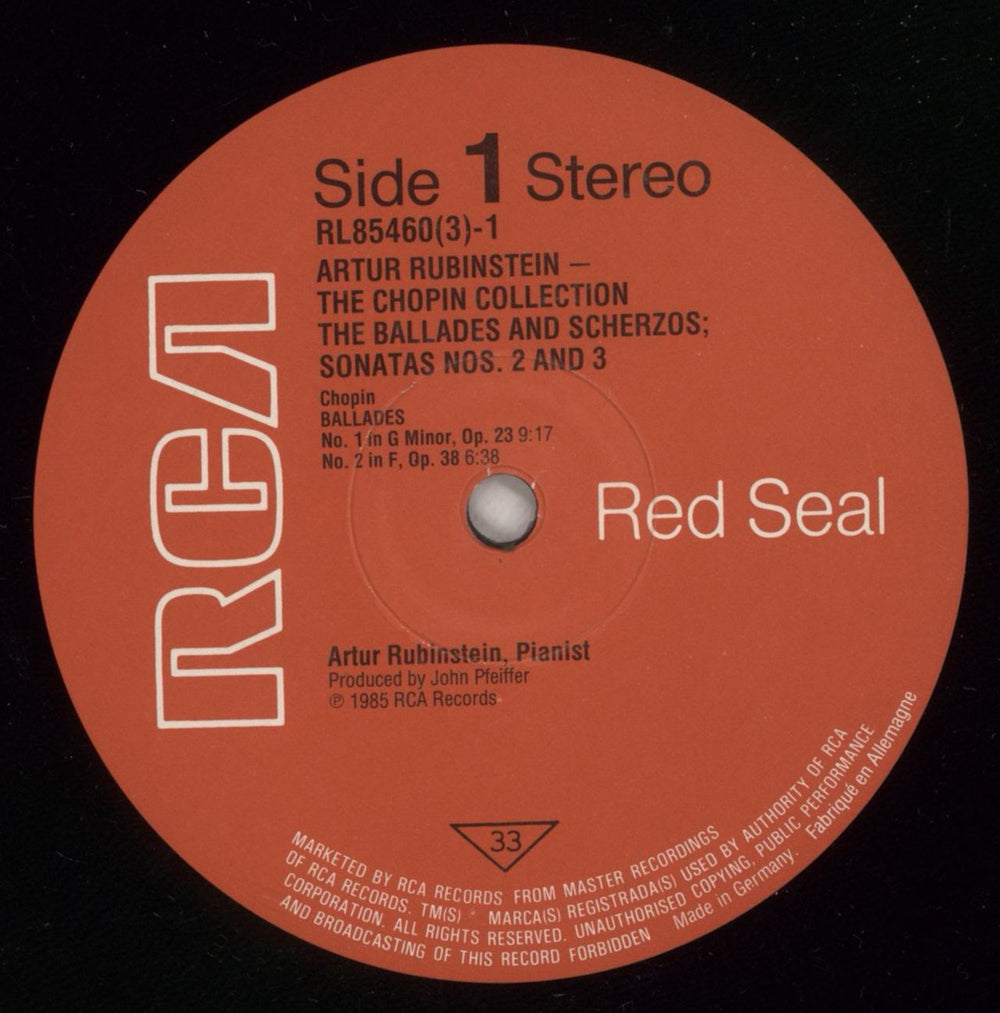 Side 1 Stereo
RL85460(3)-1
ARTUR RUBINSTEIN —
THE CHOPIN COLLECTION
THE BALLADES AND SCHERZOS;
SONATAS NOS. 2 AND 3
Chopin
BALLADES
No. 1 in G Minor, Op. 23 9:17
No. 2 in F, Op. 38 6:38
RCA
Red Seal
Artur Rubinstein, Pianist
Produced by John Pfeiffer
℗ 1985 RCA Records
33
MARKETED BY RCA RECORDS FROM MASTER RECORDINGS
OF RCA RECORDS. TM(S) ® MARCA(S) REGISTRADA(S) USED BY AUTHORITY OF RCA
CORPORATION. ALL RIGHTS RESERVED. UNAUTHORISED COPYING, PUBLIC PERFORMANCE
AND BROADCASTING OF THIS RECORD FORBIDDEN Made in Germany. Fabriqué en Allemagne